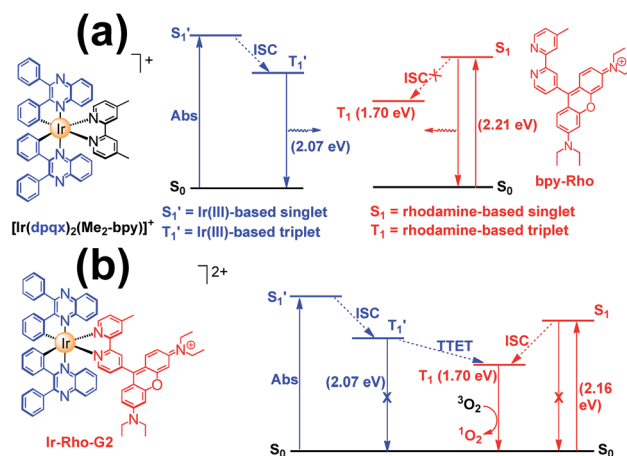 (a)
S₁'
ISC
T₁'
Abs
(2.07 eV)
S₀
S₁' = Ir(III)-based singlet
T₁' = Ir(III)-based triplet
S₁
ISC
X
T₁ (1.70 eV)
(2.21 eV)
S₀
S₁ = rhodamine-based singlet
T₁ = rhodamine-based triplet
N
N
N
N
Ir
N
N
N
N
+
[Ir(dpqx)₂(Me₂-bpy)]⁺
N
N
N
+
O
N
bpy-Rho
(b)
2+
N
N
N
N
Ir
N
N
N
+
O
N
N
Ir-Rho-G2
S₁'
ISC
T₁'
TTET
ISC
S₁
Abs
(2.07 eV)
X
T₁ (1.70 eV)
³O₂
¹O₂
X
(2.16
eV)
S₀
S₀